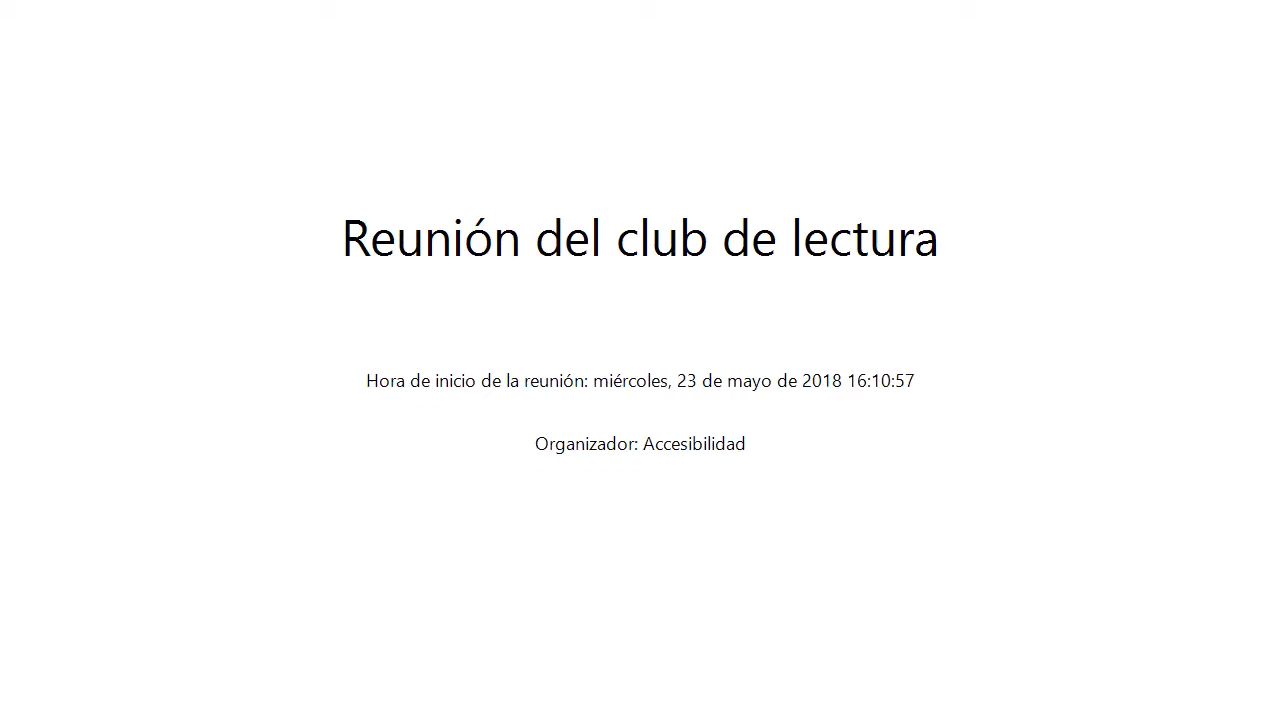 Reunión del club de lectura
Hora de inicio de la reunión: miércoles, 23 de mayo de 2018 16:10:57
Organizador: Accesibilidad